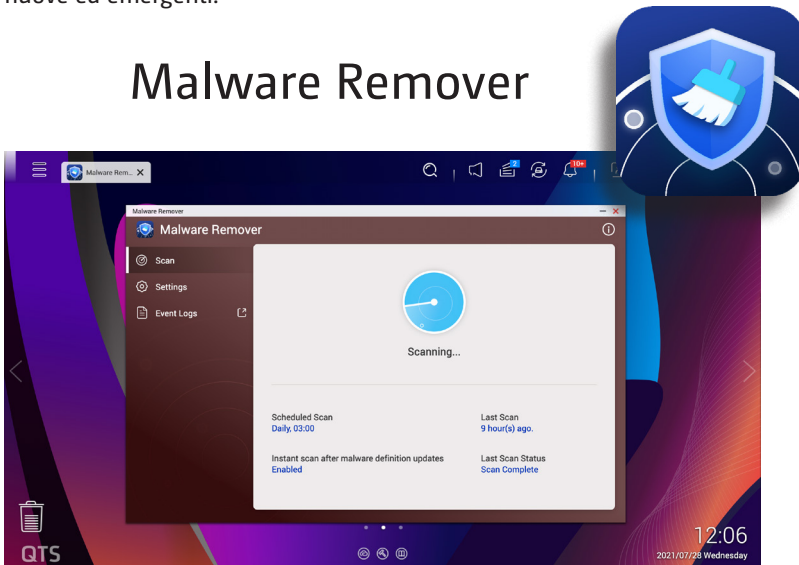 nuove ed emergenti.
Malware Remover
Malware Rem... X
2
10+
Malware Remover
Malware Remover
Scan
Settings
Event Logs
Scanning...
Scheduled Scan
Daily, 03:00
Last Scan
9 hour(s) ago.
Instant scan after malware definition updates
Enabled
Last Scan Status
Scan Complete
QTS
12:06
2021/07/28 Wednesday